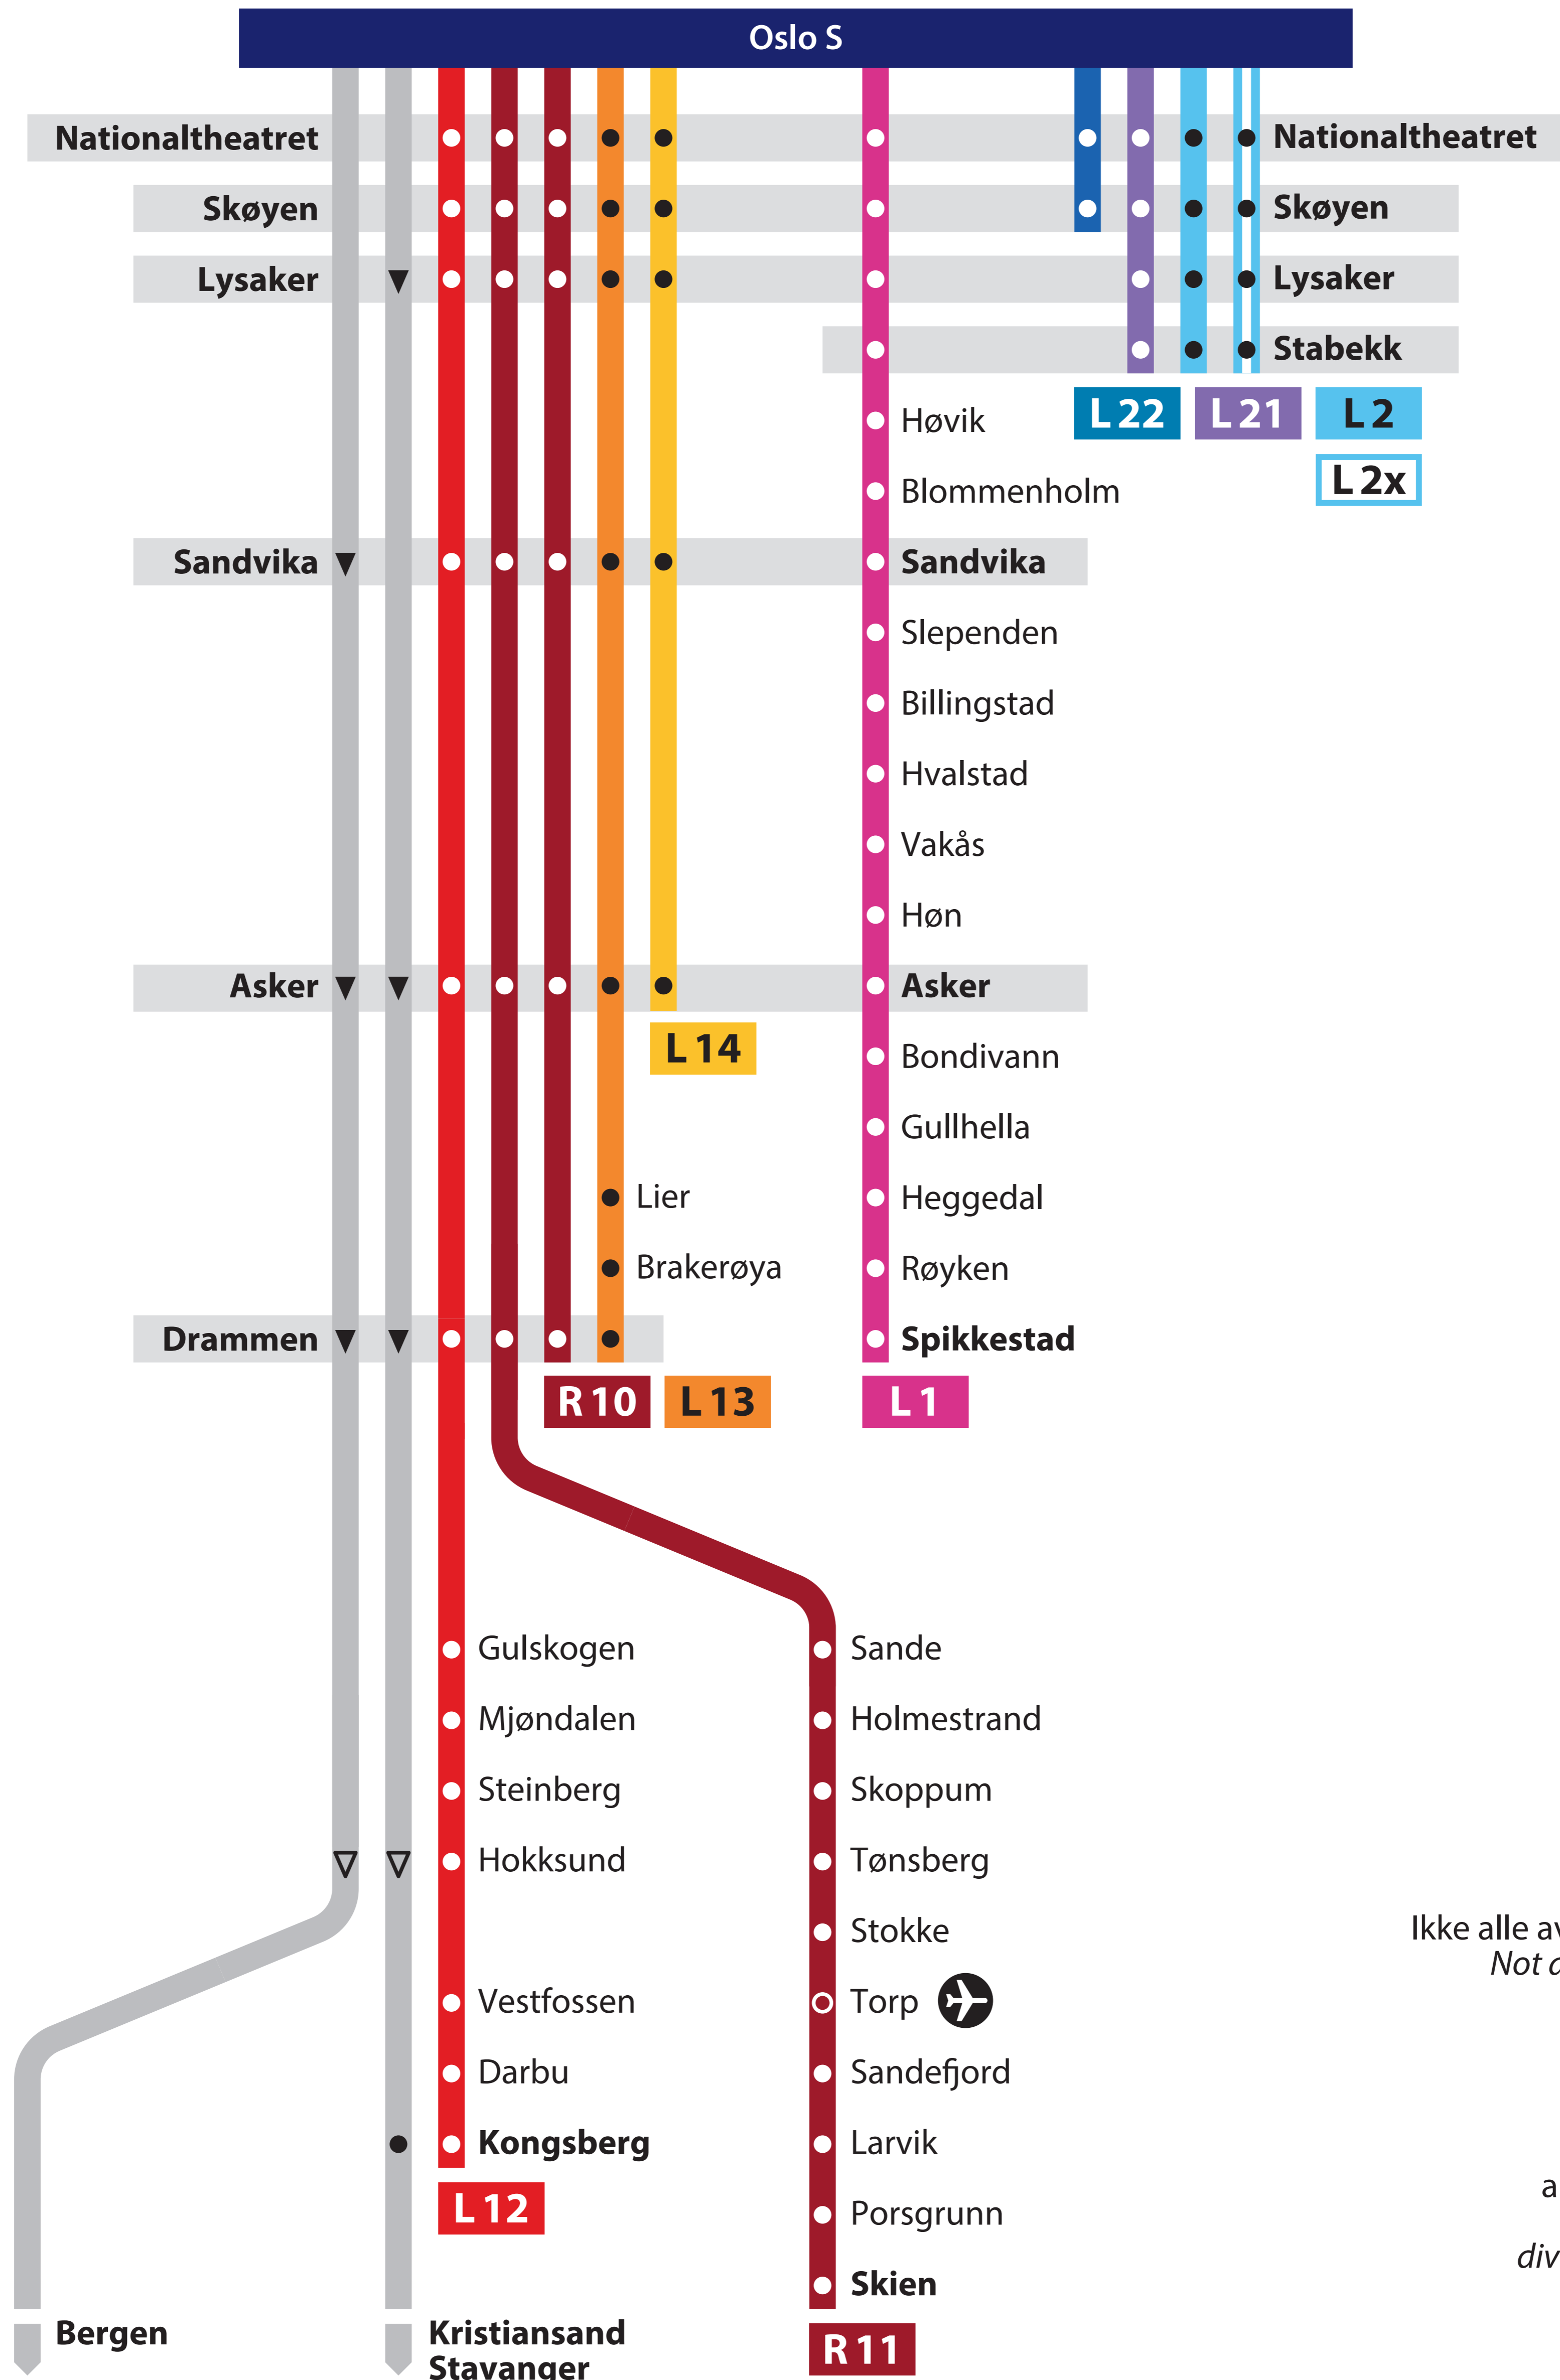 Oslo S
Nationaltheatret
Nationaltheatret
Skøyen
Skøyen
Lysaker
Lysaker
Stabekk
Høvik
L 22
L 21
L 2
Blommenholm
L 2x
Sandvika
Sandvika
Slependen
Billingstad
Hvalstad
Vakås
Høn
Asker
Asker
L 14
Bondivann
Gullhella
Lier
Heggedal
Brakerøya
Røyken
Drammen
Spikkestad
R 10
L 13
L 1
Gulskogen
Sande
Mjøndalen
Holmestrand
Steinberg
Skoppum
Hokksund
Tønsberg
Stokke
Ikke alle
Not
Vestfossen
Torp
Darbu
Sandefjord
Kongsberg
Larvik
L 12
Porsgrunn
Skien
Bergen
Kristiansand
Stavanger
R 11